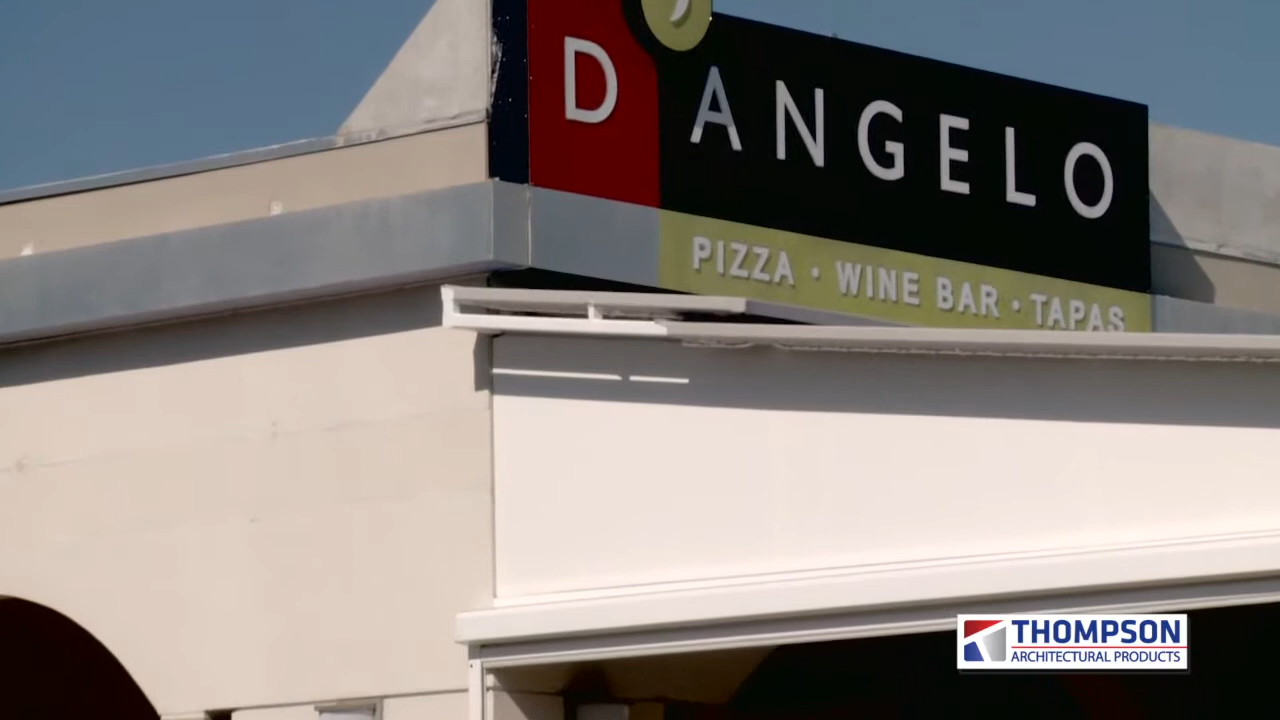 D'ANGELO
PIZZA · WINE BAR · TAPAS
THOMPSON
ARCHITECTURAL PRODUCTS